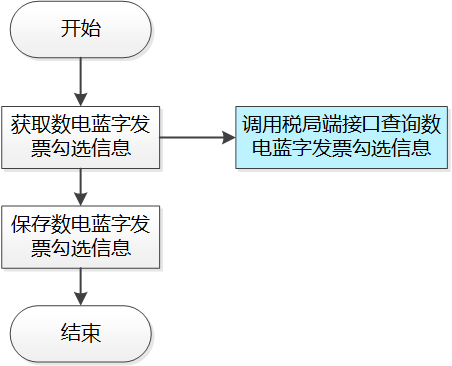 开始
获取数电蓝字发
票勾选信息
调用税局端接口查询数
电蓝字发票勾选信息
保存数电蓝字发
票勾选信息
结束